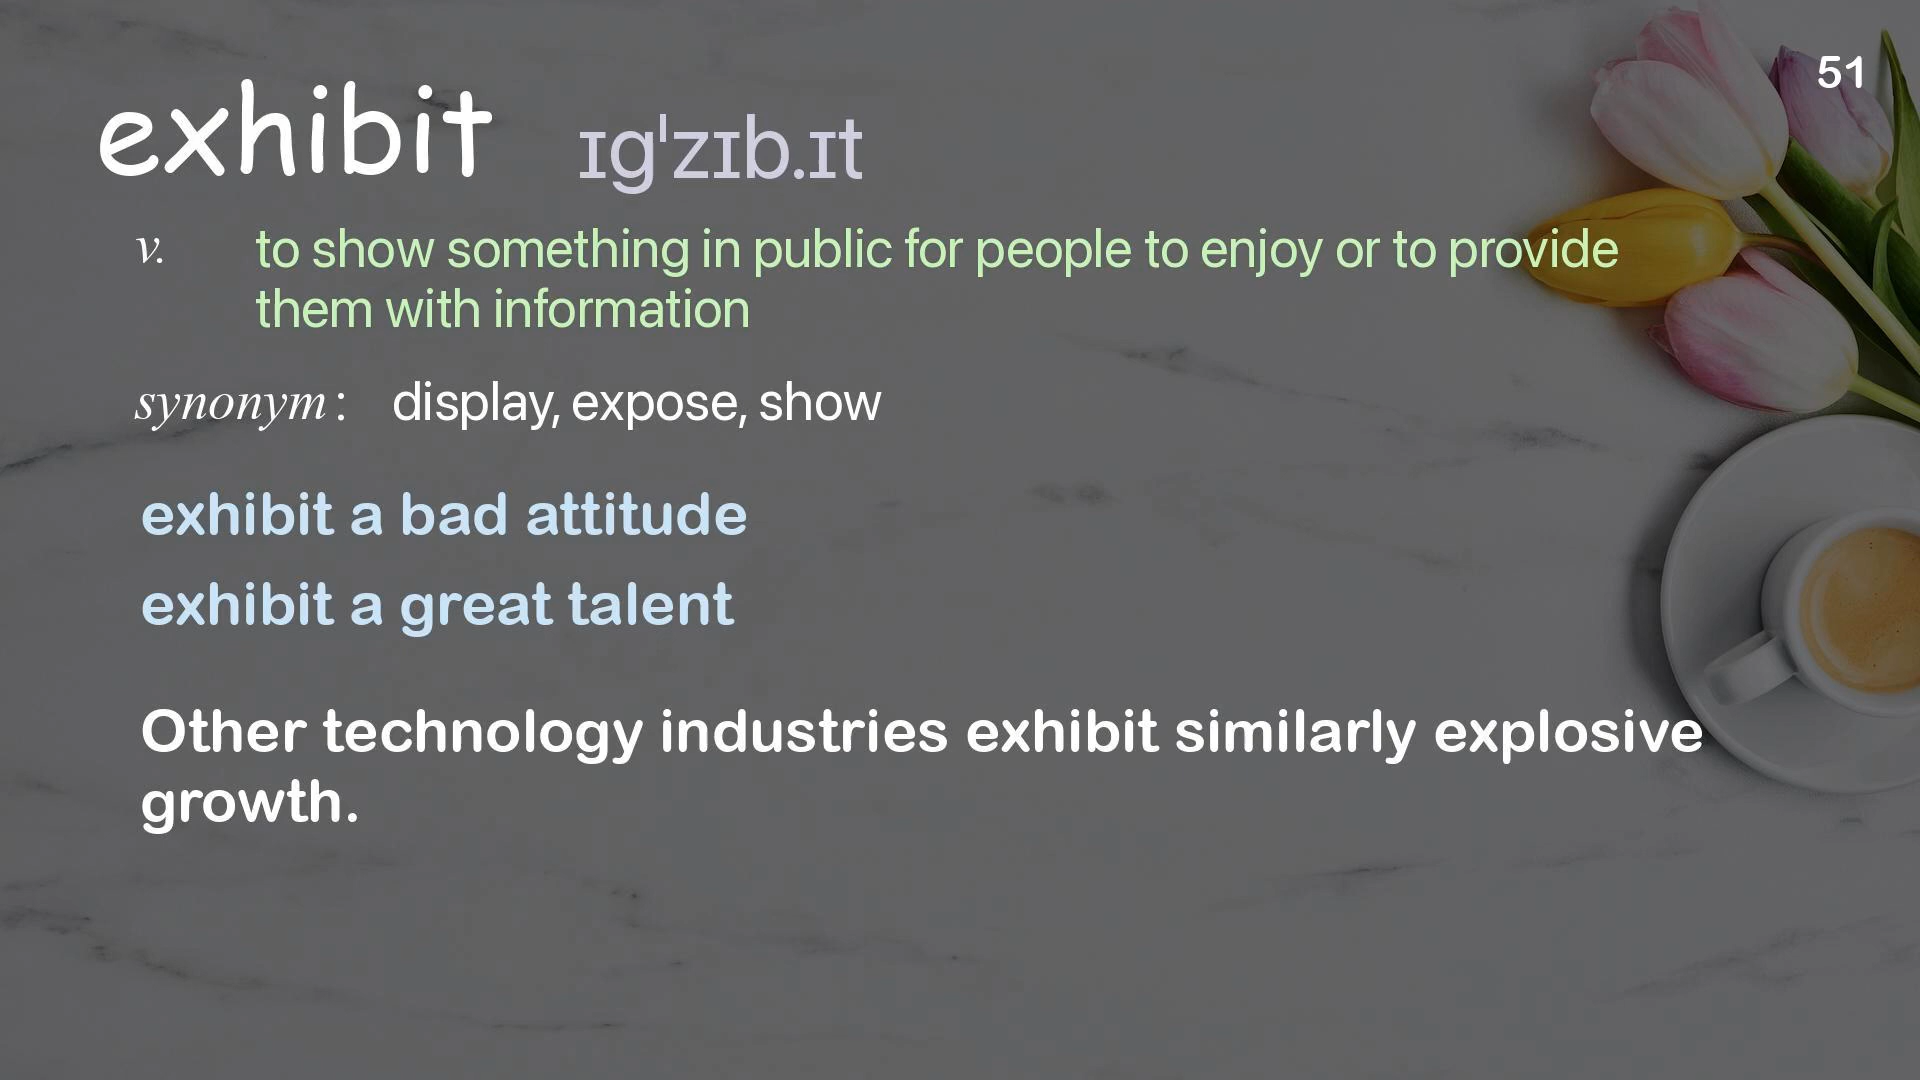 51
exhibit ɪɡˈzɪb.ɪt
v. to show something in public for people to enjoy or to provide
them with information
synonym : display, expose, show
exhibit a bad attitude
exhibit a great talent
Other technology industries exhibit similarly explosive
growth.